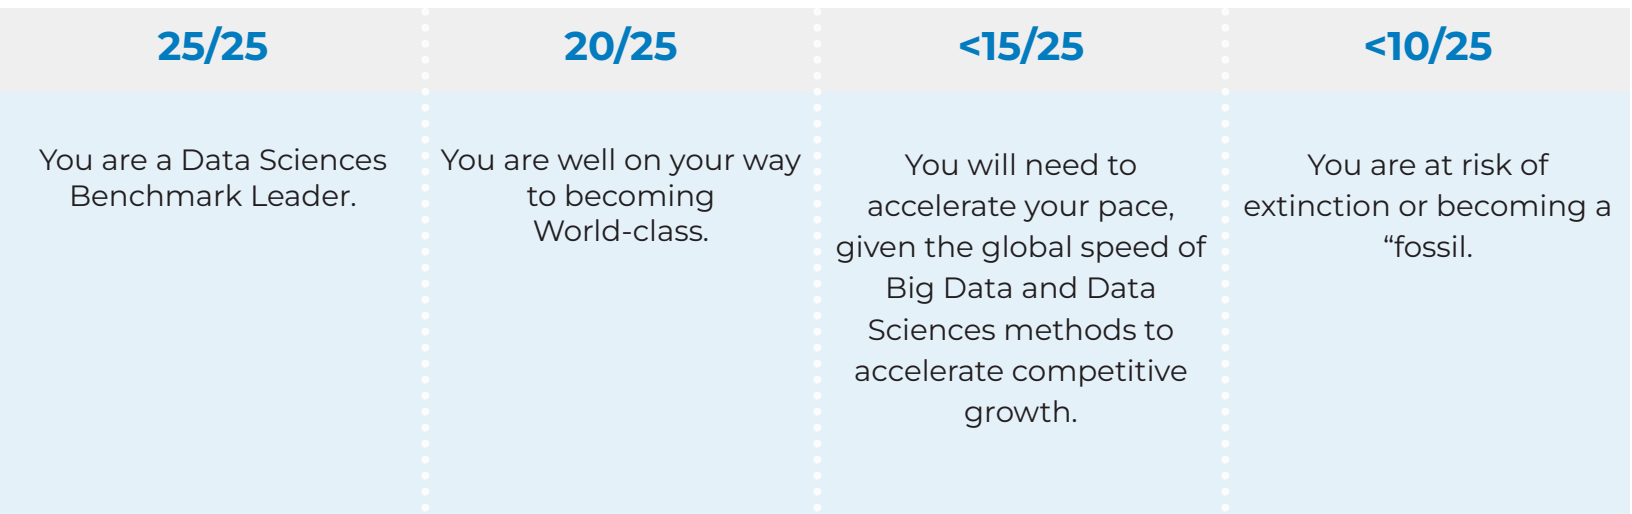 25/25
20/25
<15/25
<10/25
You are a Data Sciences
Benchmark Leader.
You are well on your way
to becoming
World-class.
You will need to
accelerate your pace,
given the global speed of
Big Data and Data
Sciences methods to
accelerate competitive
growth.
You are at risk of
extinction or becoming a
“fossil.